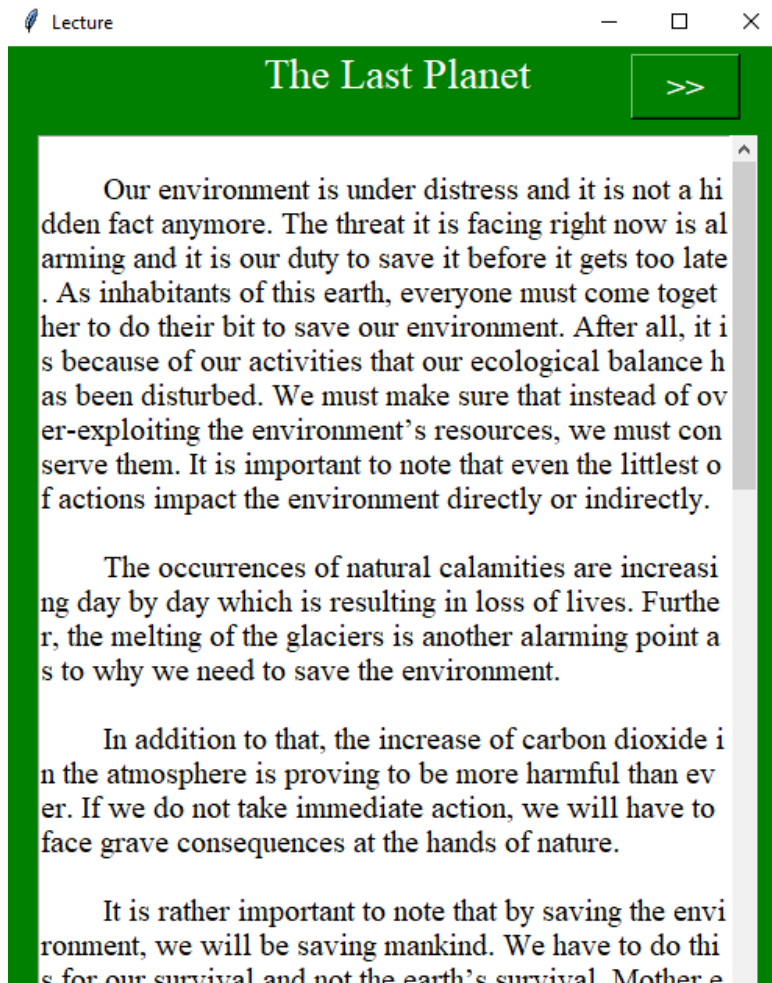 Lecture
The Last Planet
>>
Our environment is under distress and it is not a hi
dden fact anymore. The threat it is facing right now is al
arming and it is our duty to save it before it gets too late
. As inhabitants of this earth, everyone must come toget
her to do their bit to save our environment. After all, it i
s because of our activities that our ecological balance h
as been disturbed. We must make sure that instead of ov
er-exploiting the environment’s resources, we must con
serve them. It is important to note that even the littlest o
f actions impact the environment directly or indirectly.
The occurrences of natural calamities are increasi
ng day by day which is resulting in loss of lives. Furthe
r, the melting of the glaciers is another alarming point a
s to why we need to save the environment.
In addition to that, the increase of carbon dioxide i
n the atmosphere is proving to be more harmful than ev
er. If we do not take immediate action, we will have to
face grave consequences at the hands of nature.
It is rather important to note that by saving the envi
ronment, we will be saving mankind. We have to do thi
s for our survival and not the earth’s survival. Mother e